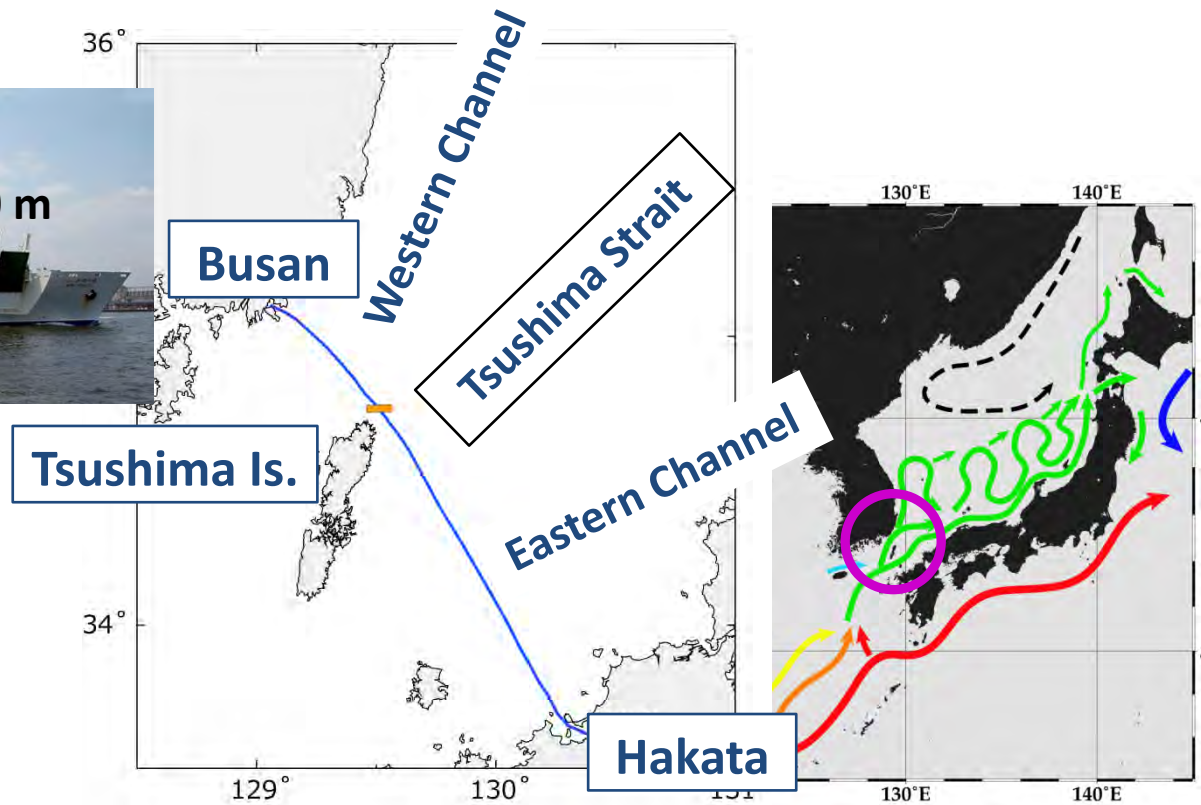 36°
Western Channel
Tsushima Strait
m
Busan
130°E
140°E
Tsushima Is.
Eastern Channel
34°
Hakata
129°
130°
130°E
140°E